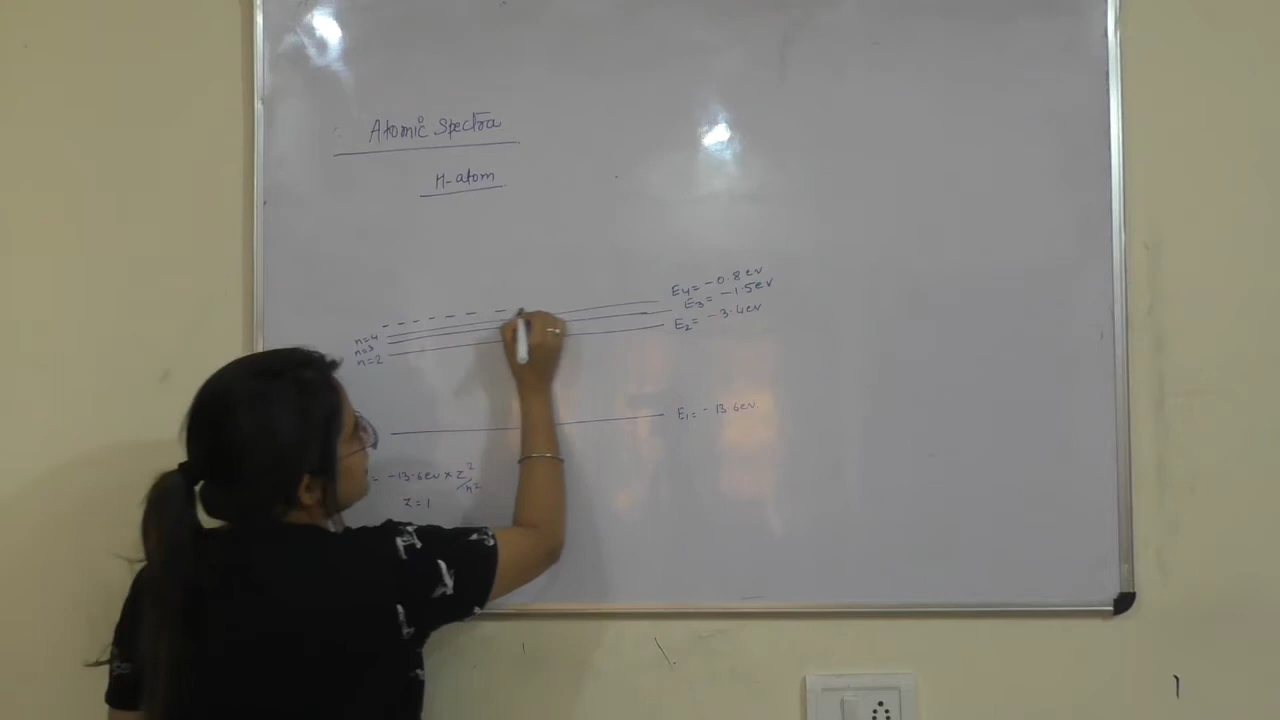 Atomic Spectra
H-atom
E4 = -0.8 ev
E3 = -1.5 ev
E2 = -3.4 ev
n=4
n=3
n=2
E1 = -13.6 ev.
= -13.6 ev x z²/n²
z = 1